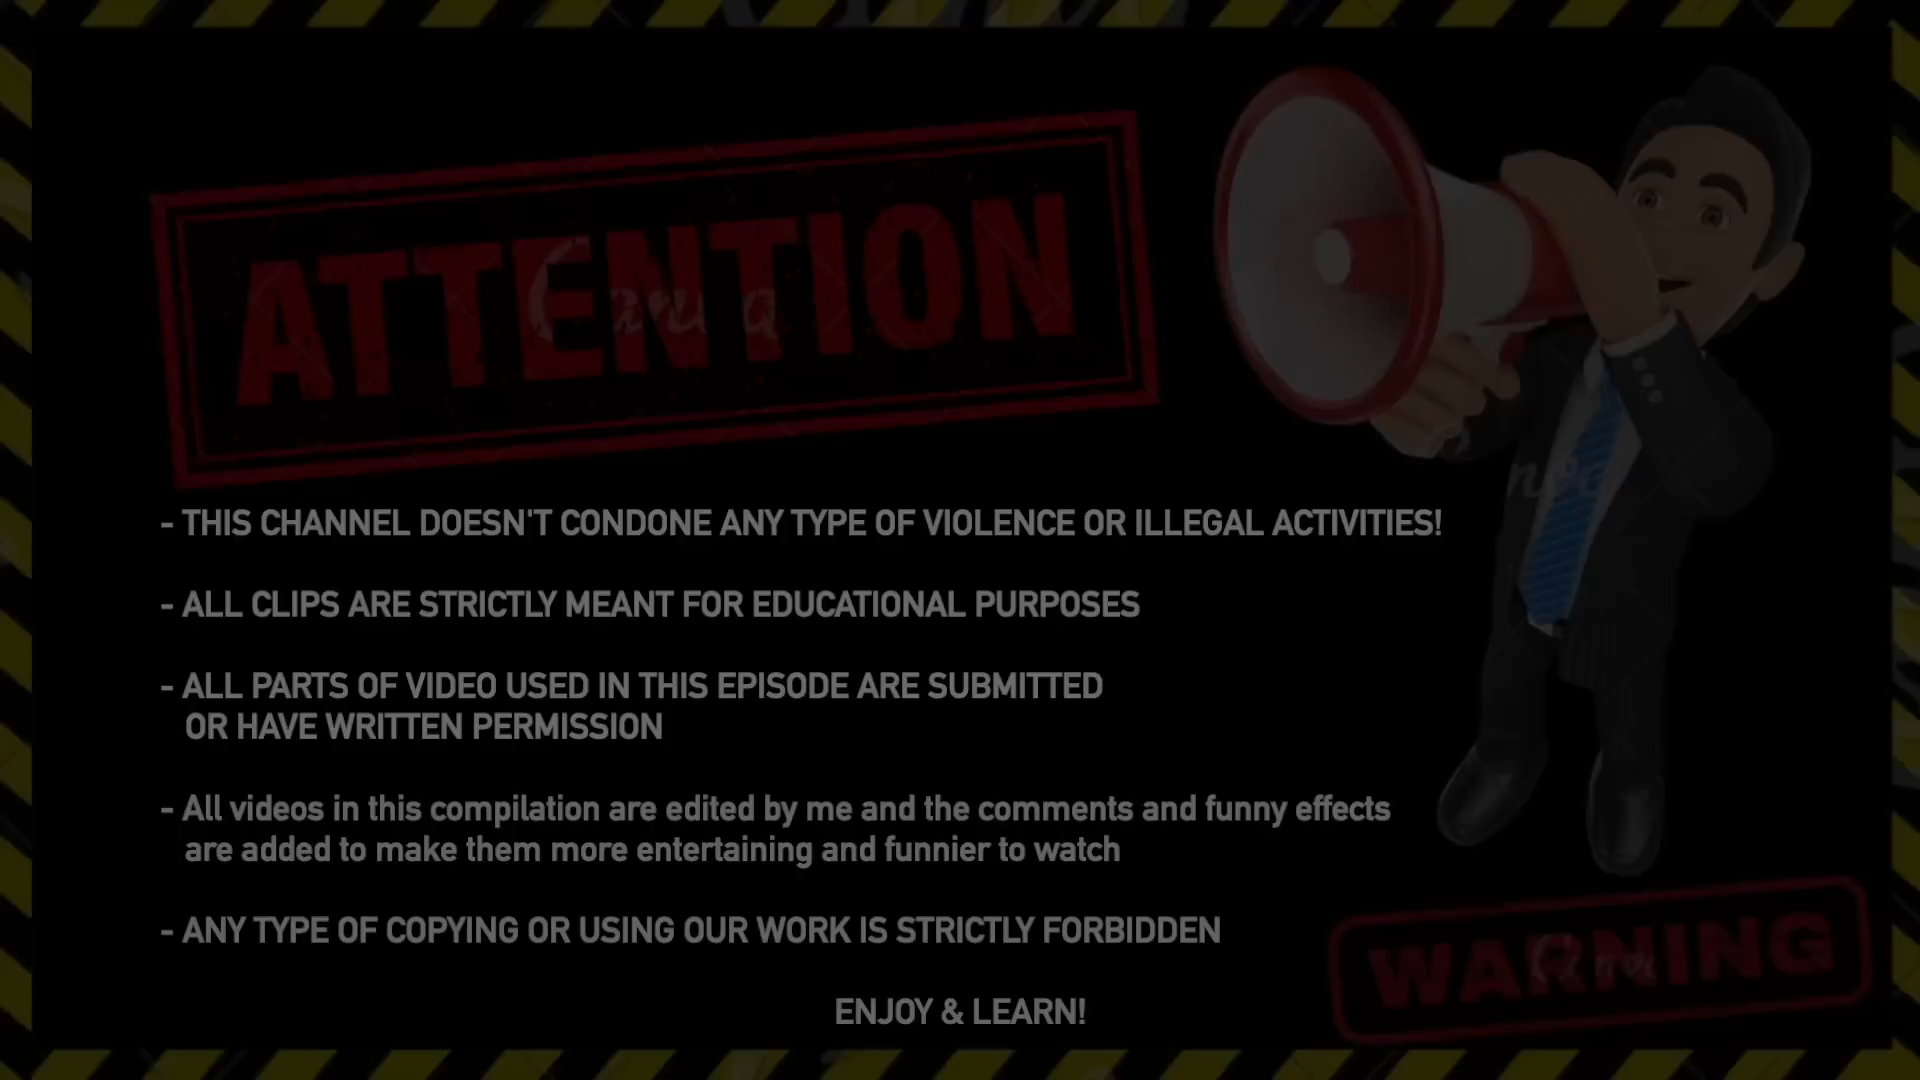 ATTENTION
Canva
- THIS CHANNEL DOESN'T CONDONE ANY TYPE OF VIOLENCE OR ILLEGAL ACTIVITIES!
- ALL CLIPS ARE STRICTLY MEANT FOR EDUCATIONAL PURPOSES
- ALL PARTS OF VIDEO USED IN THIS EPISODE ARE SUBMITTED
OR HAVE WRITTEN PERMISSION
- All videos in this compilation are edited by me and the comments and funny effects
are added to make them more entertaining and funnier to watch
- ANY TYPE OF COPYING OR USING OUR WORK IS STRICTLY FORBIDDEN
WARNING
ENJOY & LEARN!